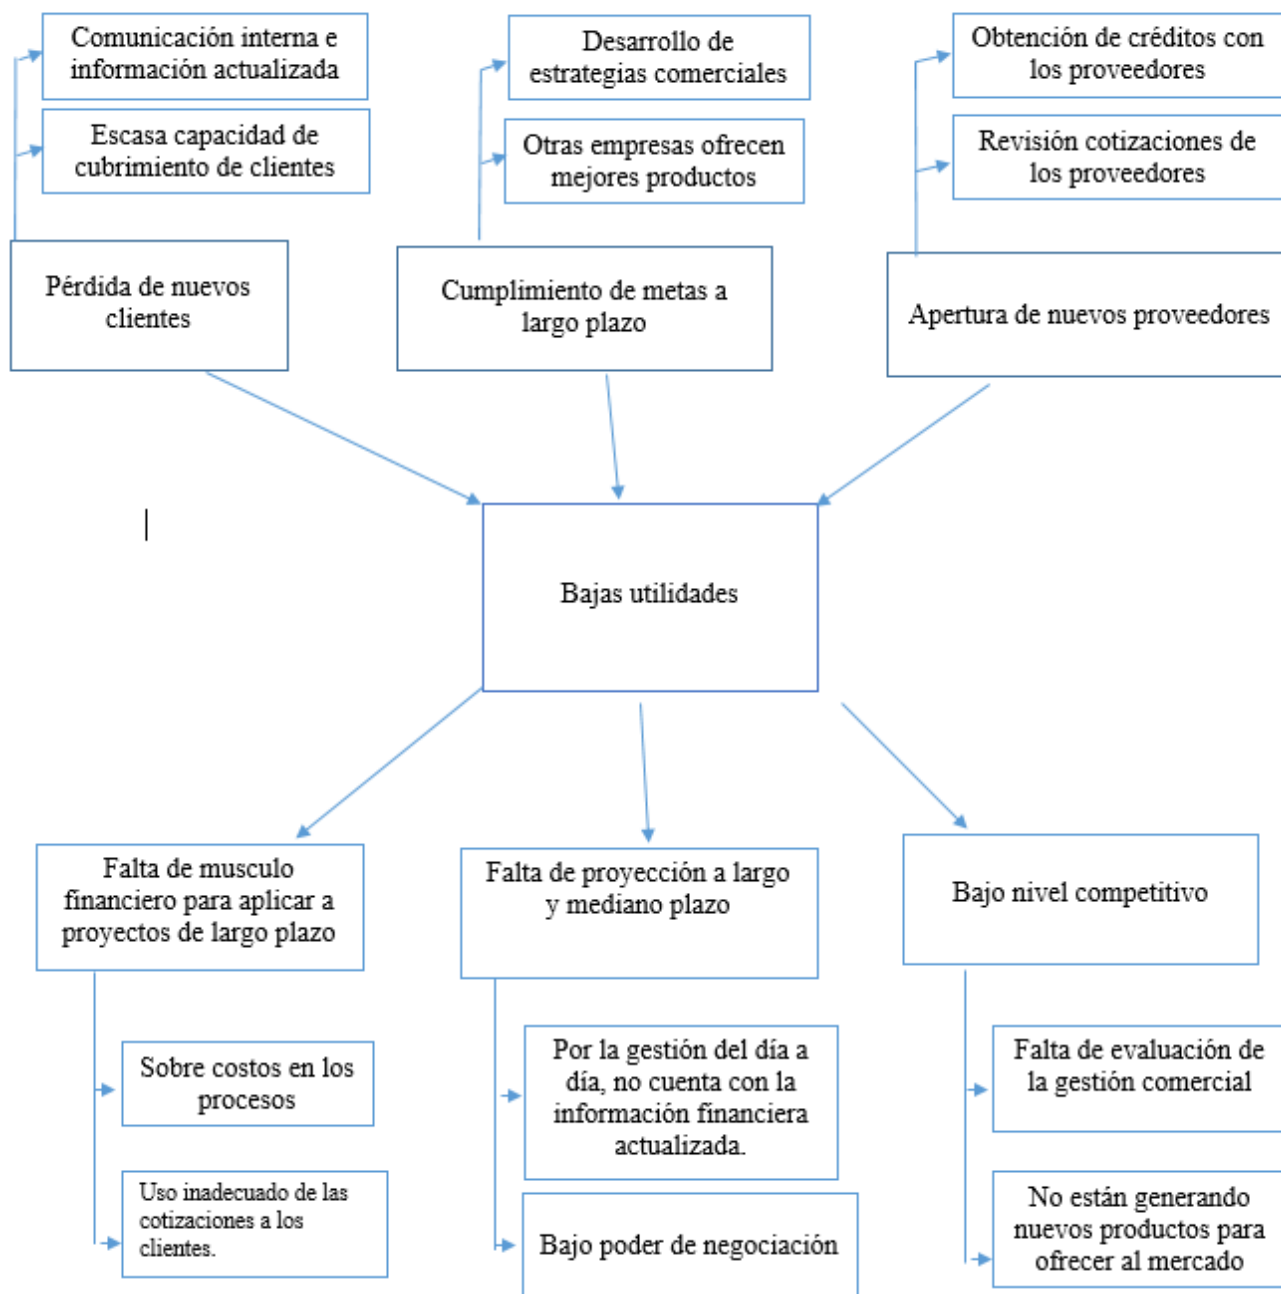 Comunicación interna e
información actualizada
Desarrollo de
estrategias comerciales
Obtención de créditos con
los proveedores
Escasa capacidad de
cubrimiento de clientes
Otras empresas ofrecen
mejores productos
Revisión cotizaciones de
los proveedores
Pérdida de nuevos
clientes
Cumplimiento de metas a
largo plazo
Apertura de nuevos proveedores
Bajas utilidades
Falta de musculo
financiero para aplicar a
proyectos de largo plazo
Falta de proyección a largo
y mediano plazo
Bajo nivel competitivo
Sobre costos en los
procesos
Por la gestión del día a
día, no cuenta con la
información financiera
actualizada.
Falta de evaluación de
la gestión comercial
Uso inadecuado de las
cotizaciones a los
clientes.
Bajo poder de negociación
No están generando
nuevos productos para
ofrecer al mercado